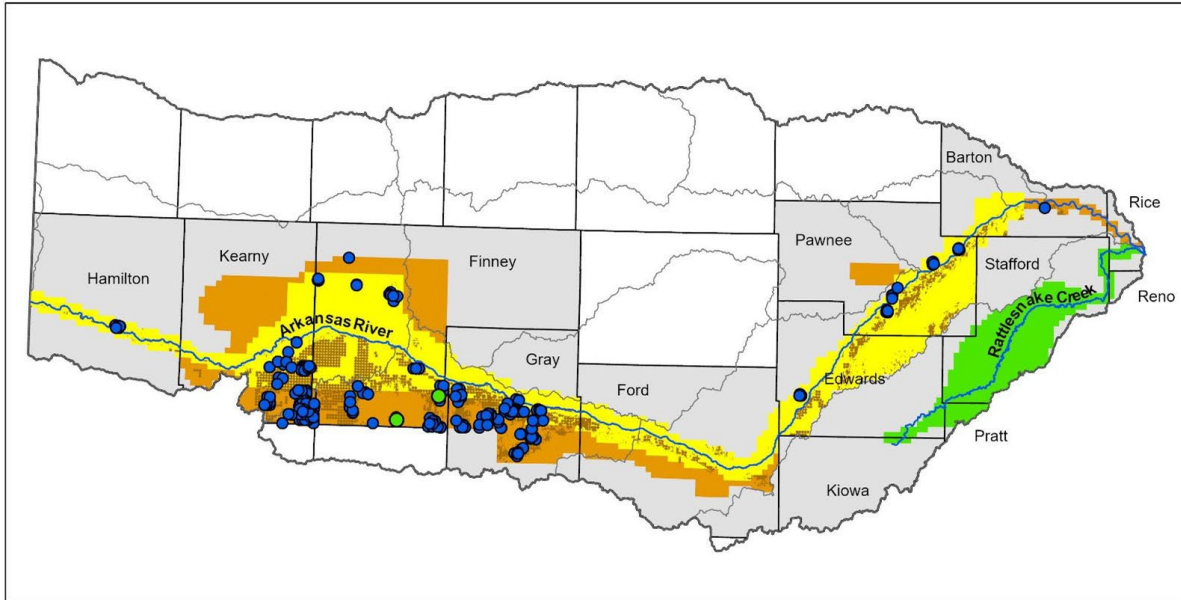 Barton
Rice
Pawnee
Kearny
Finney
Stafford
Hamilton
Reno
Rattlesnake Creek
Arkansas River
Gray
Edwards
Ford
Pratt
Kiowa